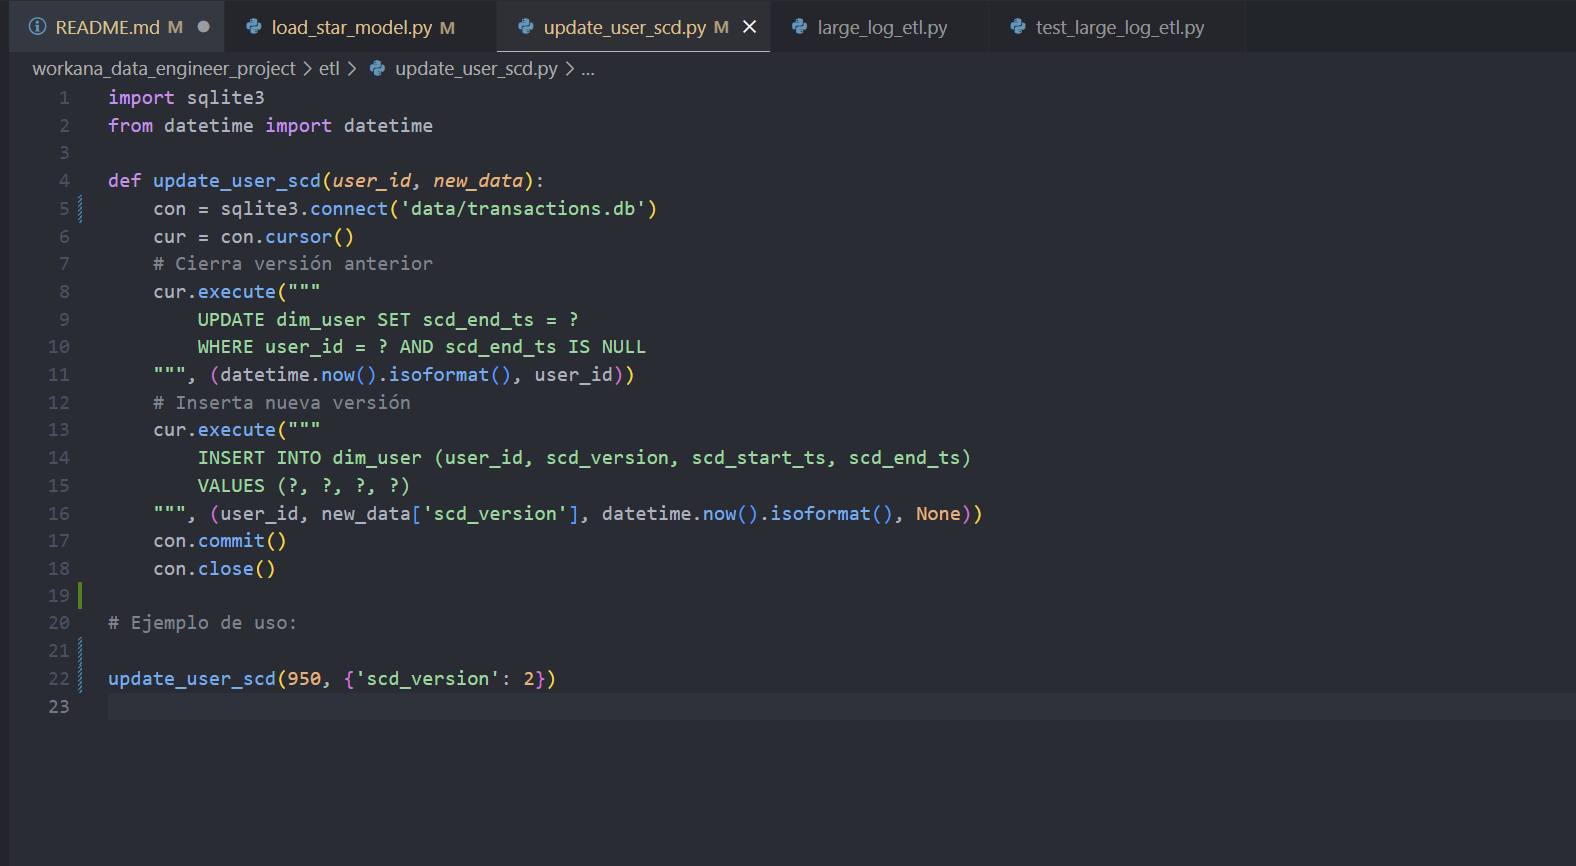 README.md M ● load_star_model.py M update_user_scd.py M × large_log_etl.py test_large_log_etl.py
workana_data_engineer_project > etl > update_user_scd.py > ...
1 import sqlite3
2 from datetime import datetime
3
4 def update_user_scd(user_id, new_data):
5     con = sqlite3.connect('data/transactions.db')
6     cur = con.cursor()
7     # Cierra versión anterior
8     cur.execute("""
9         UPDATE dim_user SET scd_end_ts = ?
10         WHERE user_id = ? AND scd_end_ts IS NULL
11     """, (datetime.now().isoformat(), user_id))
12     # Inserta nueva versión
13     cur.execute("""
14         INSERT INTO dim_user (user_id, scd_version, scd_start_ts, scd_end_ts)
15         VALUES (?, ?, ?, ?)
16     """, (user_id, new_data['scd_version'], datetime.now().isoformat(), None))
17     con.commit()
18     con.close()
19
20 # Ejemplo de uso:
21
22 update_user_scd(950, {'scd_version': 2})
23